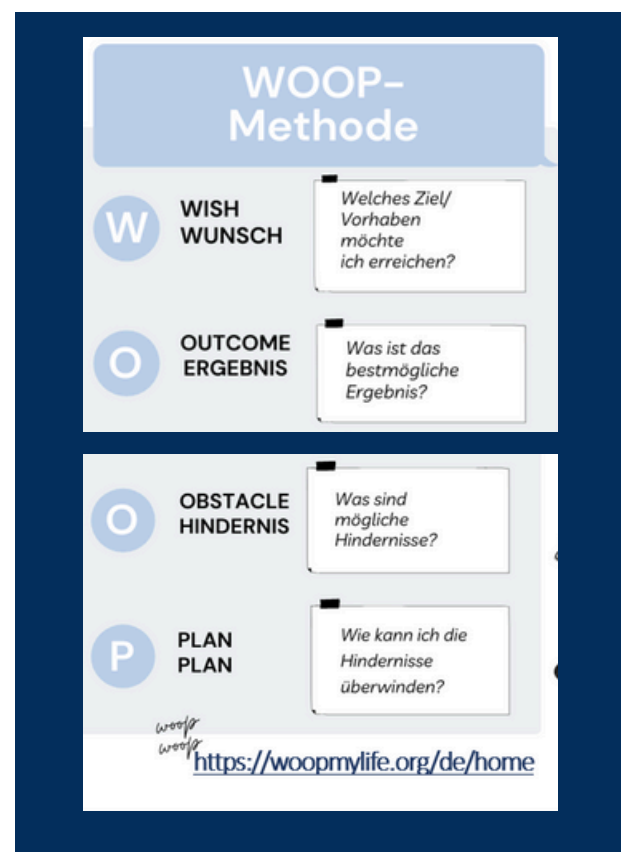 WOOP-
Methode
W
WISH
WUNSCH
Welches Ziel/
Vorhaben
möchte
ich erreichen?
O
OUTCOME
ERGEBNIS
Was ist das
bestmögliche
Ergebnis?
O
OBSTACLE
HINDERNIS
Was sind
mögliche
Hindernisse?
P
PLAN
PLAN
Wie kann ich die
Hindernisse
überwinden?
woop
woop
https://woopmylife.org/de/home